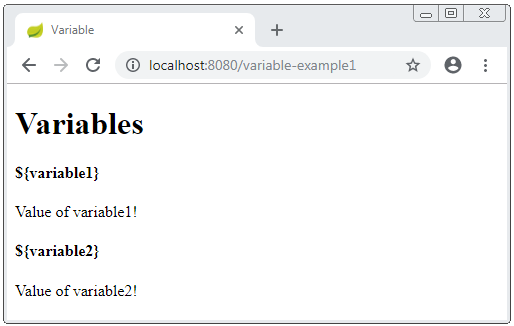 Variable
localhost:8080/variable-example1
Variables
${variable1}
Value of variable1!
${variable2}
Value of variable2!